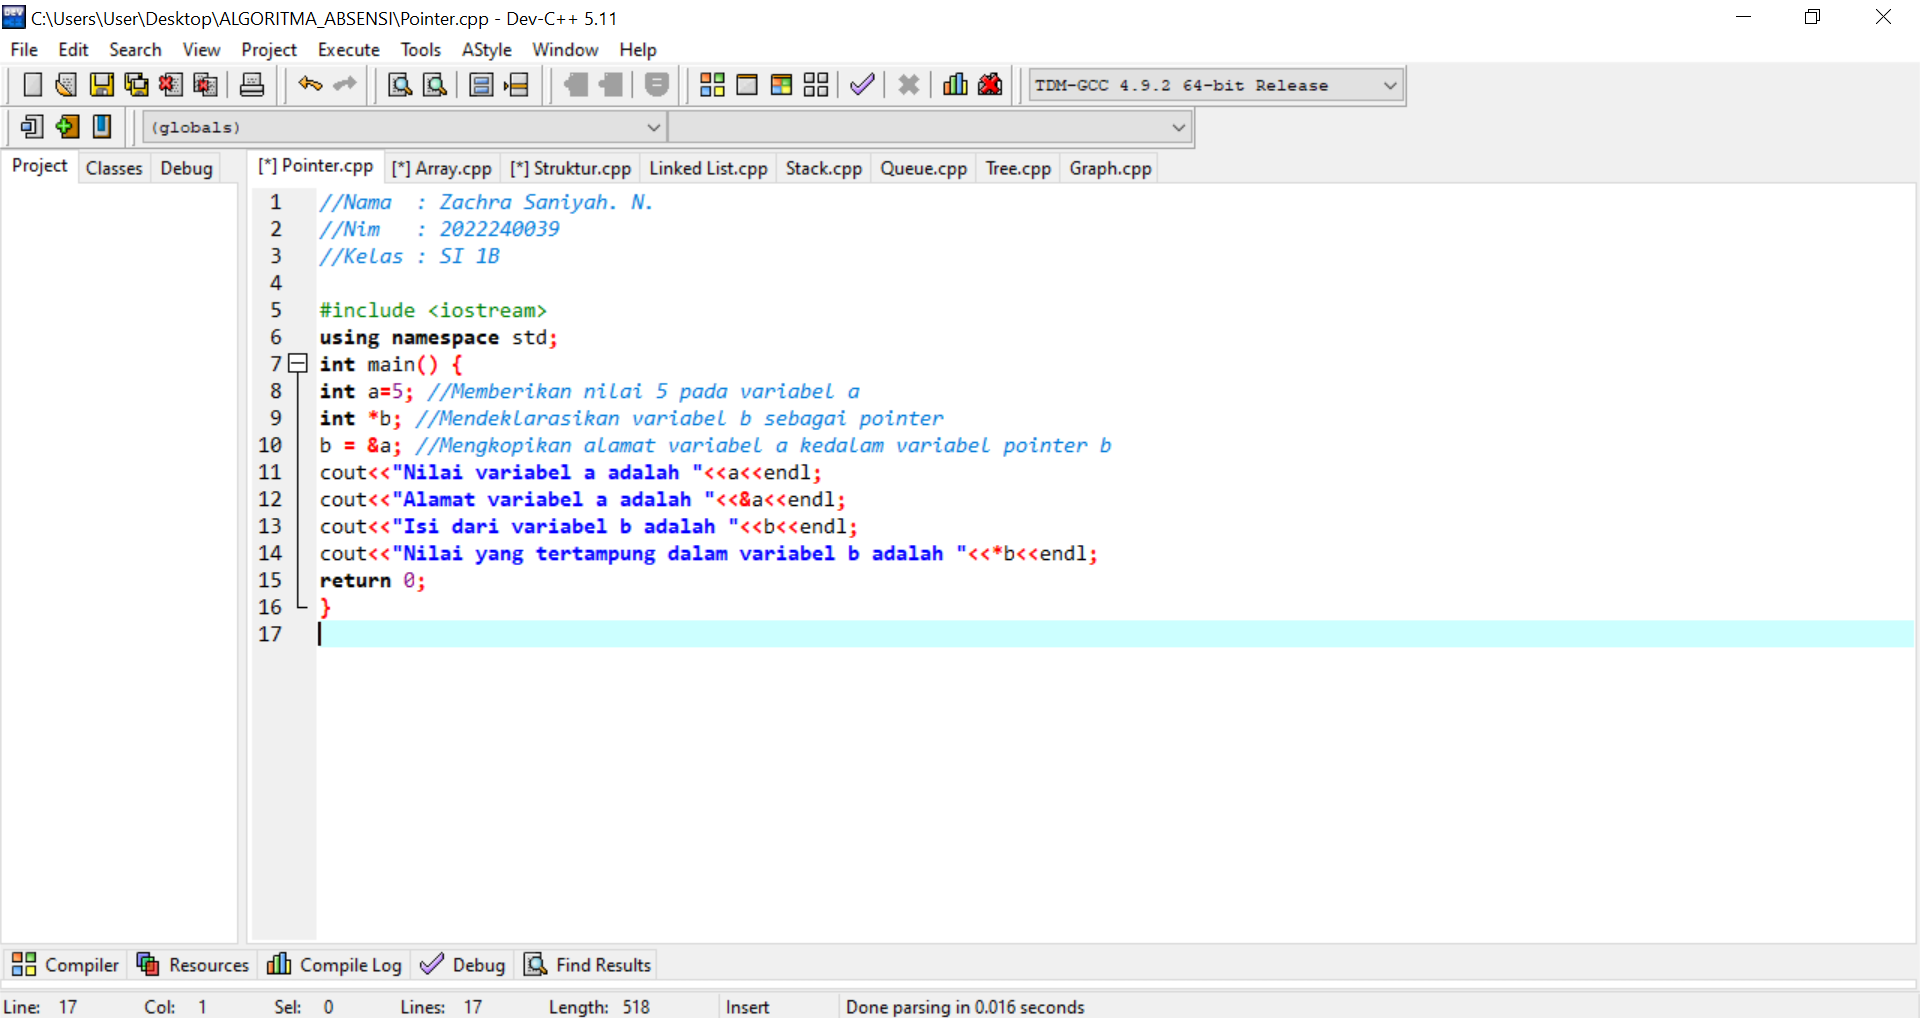 C:\Users\User\Desktop\ALGORITMA_ABSENSI\Pointer.cpp - Dev-C++ 5.11
File Edit Search View Project Execute Tools AStyle Window Help
TDM-GCC 4.9.2 64-bit Release
(globals)
Project Classes Debug
[*] Pointer.cpp [*] Array.cpp [*] Struktur.cpp Linked List.cpp Stack.cpp Queue.cpp Tree.cpp Graph.cpp
1 //Nama  : Zachra Saniyah. N.
2 //Nim   : 2022240039
3 //Kelas : SI 1B
4
5 #include <iostream>
6 using namespace std;
7 int main() {
8 int a=5; //Memberikan nilai 5 pada variabel a
9 int *b; //Mendeklarasikan variabel b sebagai pointer
10 b = &a; //Mengkopikan alamat variabel a kedalam variabel pointer b
11 cout<<"Nilai variabel a adalah "<<a<<endl;
12 cout<<"Alamat variabel a adalah "<<&a<<endl;
13 cout<<"Isi dari variabel b adalah "<<b<<endl;
14 cout<<"Nilai yang tertampung dalam variabel b adalah "<<*b<<endl;
15 return 0;
16 }
17
Compiler Resources Compile Log Debug Find Results
Line: 17 Col: 1 Sel: 0 Lines: 17 Length: 518 Insert Done parsing in 0.016 seconds